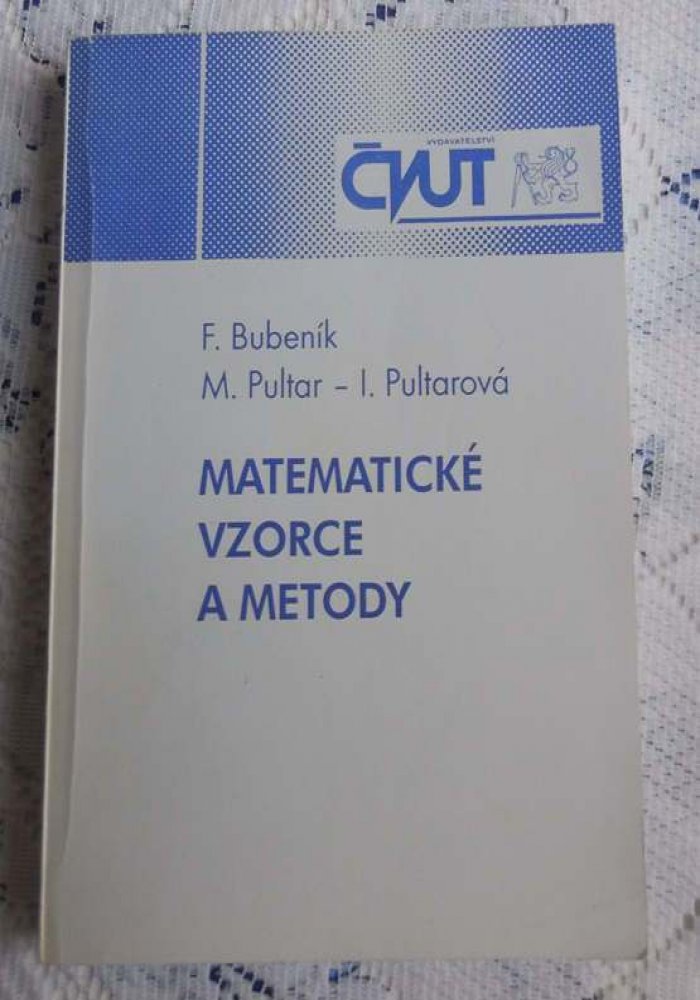 VYDAVATELSTVÍ
ČVUT
F. Bubeník
M. Pultar – I. Pultarová
MATEMATICKÉ
VZORCE
A METODY